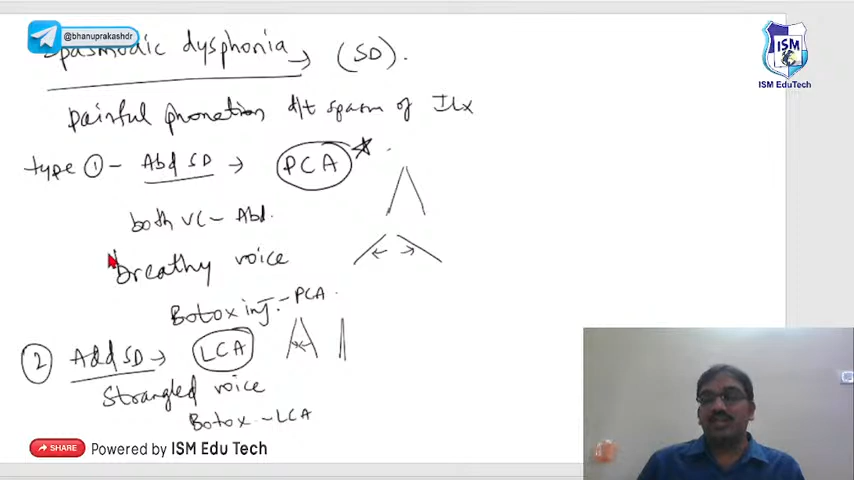 @bhanuprakashdr
Spasmodic dysphonia → (SD).
Painful phonation d/t spasm of ILx
type ① - Abd SD → PCA
both VC - Abd.
breathy voice
Botox inj. - PCA.
② Add SD → LCA
Strangled voice
Botox - LCA
SHARE Powered by ISM Edu Tech
ISM
ISM EduTech